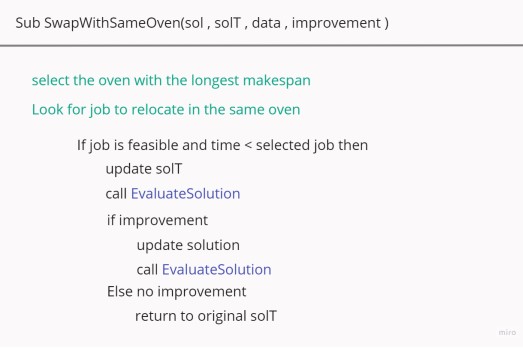 Sub SwapWithSameOven(sol , solT , data , improvement )
select the oven with the longest makespan
Look for job to relocate in the same oven
If job is feasible and time < selected job then
update solT
call EvaluateSolution
if improvement
update solution
call EvaluateSolution
Else no improvement
return to original solT
miro